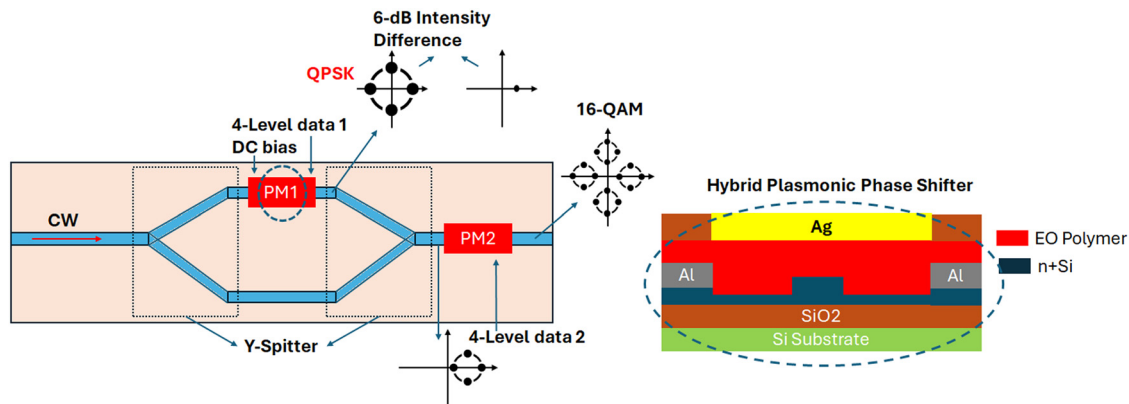 6-dB Intensity
Difference
QPSK
16-QAM
4-Level data 1
DC bias
PM1
CW
PM2
Y-Spitter
4-Level data 2
Hybrid Plasmonic Phase Shifter
Ag
EO Polymer
n+Si
Al
Al
SiO2
Si Substrate